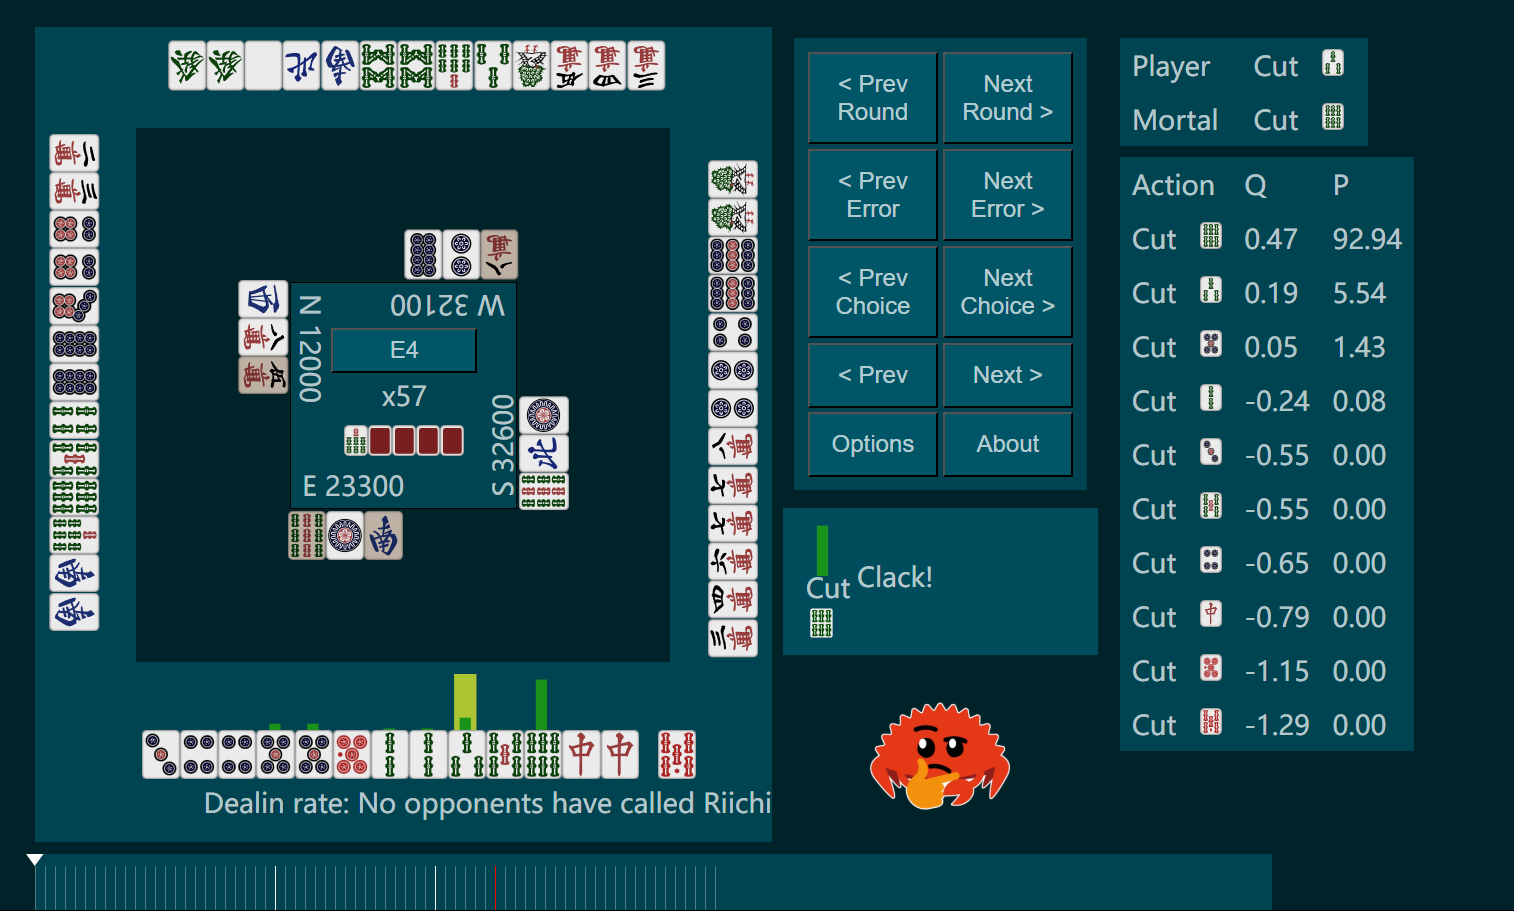 W 32100
N 12000
E4
x57
S 32600
E 23300
Dealin rate: No opponents have called Riichi
< Prev
Round
Next
Round >
< Prev
Error
Next
Error >
< Prev
Choice
Next
Choice >
< Prev
Next >
Options
About
Cut
Clack!
Player Cut
Mortal Cut
Action Q P
Cut 0.47 92.94
Cut 0.19 5.54
Cut 0.05 1.43
Cut -0.24 0.08
Cut -0.55 0.00
Cut -0.55 0.00
Cut -0.65 0.00
Cut -0.79 0.00
Cut -1.15 0.00
Cut -1.29 0.00